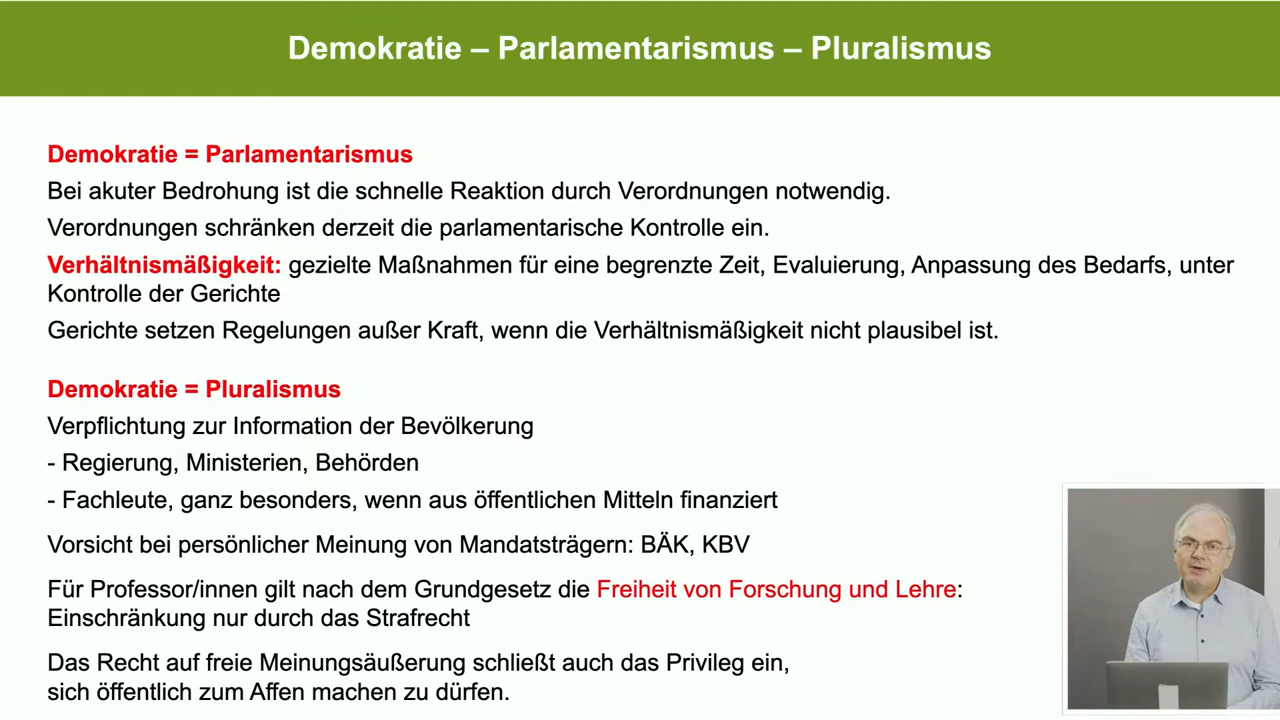 Demokratie – Parlamentarismus – Pluralismus
Demokratie = Parlamentarismus
Bei akuter Bedrohung ist die schnelle Reaktion durch Verordnungen notwendig.
Verordnungen schränken derzeit die parlamentarische Kontrolle ein.
Verhältnismäßigkeit: gezielte Maßnahmen für eine begrenzte Zeit, Evaluierung, Anpassung des Bedarfs, unter
Kontrolle der Gerichte
Gerichte setzen Regelungen außer Kraft, wenn die Verhältnismäßigkeit nicht plausibel ist.
Demokratie = Pluralismus
Verpflichtung zur Information der Bevölkerung
- Regierung, Ministerien, Behörden
- Fachleute, ganz besonders, wenn aus öffentlichen Mitteln finanziert
Vorsicht bei persönlicher Meinung von Mandatsträgern: BÄK, KBV
Für Professor/innen gilt nach dem Grundgesetz die Freiheit von Forschung und Lehre:
Einschränkung nur durch das Strafrecht
Das Recht auf freie Meinungsäußerung schließt auch das Privileg ein,
sich öffentlich zum Affen machen zu dürfen.